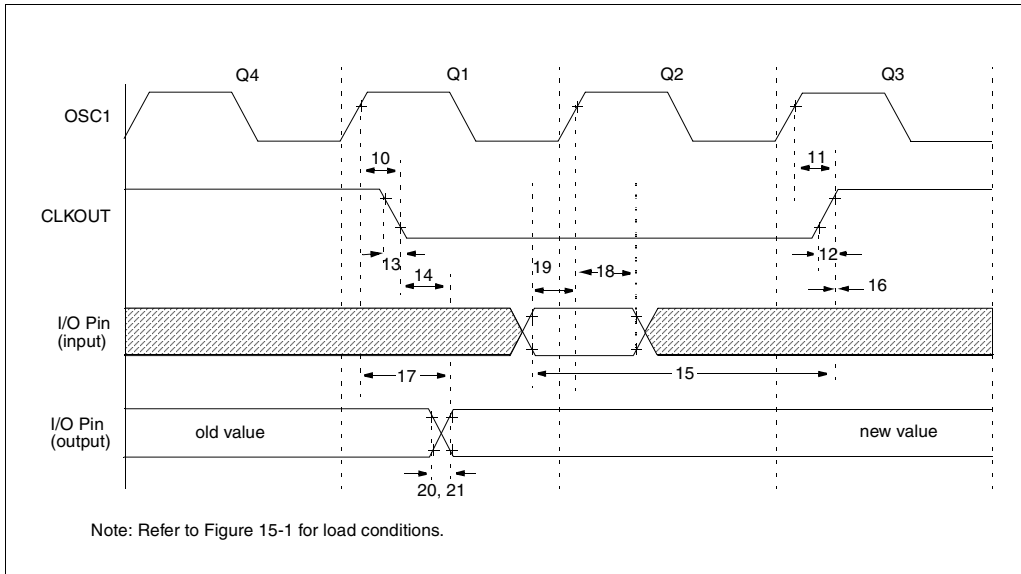 Q4 Q1 Q2 Q3
OSC1
10 11
CLKOUT
13 12
14 19 18 16
I/O Pin
(input)
17 15
I/O Pin
(output)
old value new value
20, 21
Note: Refer to Figure 15-1 for load conditions.